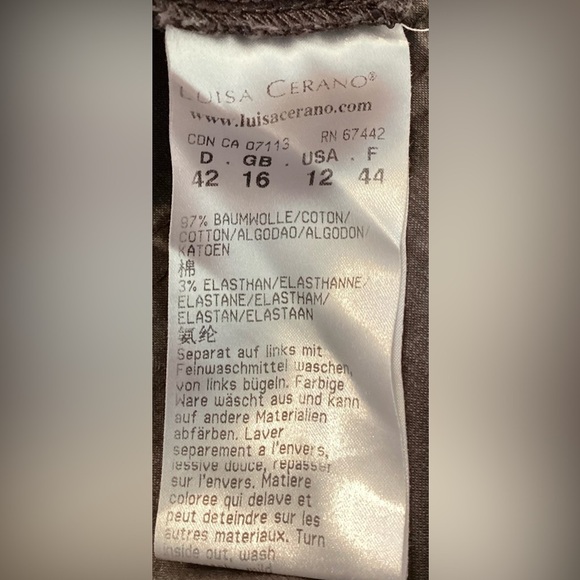 LUISA CERANO®
www.luisacerano.com
CDN CA 07113 RN 67442
D . GB . USA . F
42 16 12 44
97% BAUMWOLLE/COTON/
COTTON/ALGODAO/ALGODON/
KATOEN
棉
3% ELASTHAN/ELASTHANNE/
ELASTANE/ELASTHAM/
ELASTAN/ELASTAAN
氨纶
Separat auf links mit
Feinwaschmittel waschen,
von links bügeln. Farbige
Ware wäscht aus und kann
auf andere Materialien
abfärben. Laver
separement a l'envers,
lessive douce, repasser
sur l'envers. Matiere
coloree qui delave et
peut deteindre sur les
autres materiaux. Turn
inside out, wash